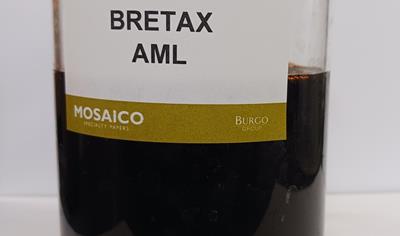 BRETAX
AML
MOSAICO
SPECIALTY PAPERS
BURGO
GROUP